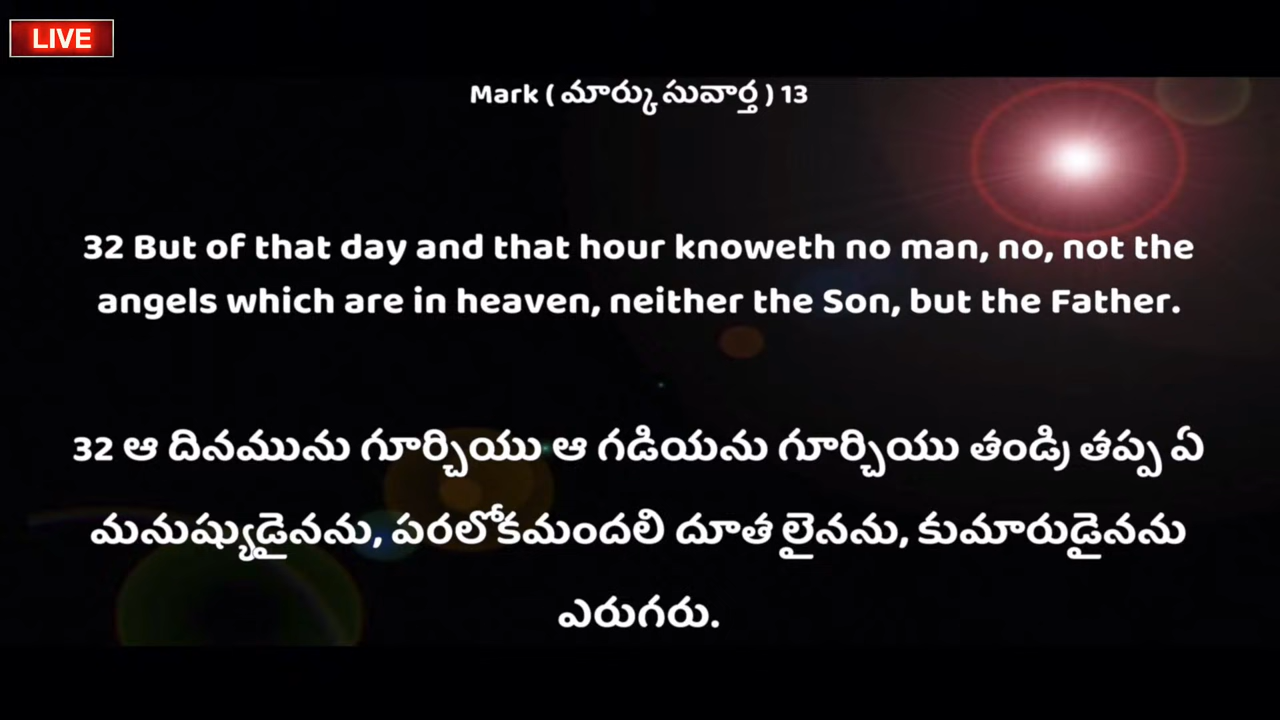 LIVE
Mark ( మార్కు సువార్త ) 13
32 But of that day and that hour knoweth no man, no, not the
angels which are in heaven, neither the Son, but the Father.
32 ఆ దినమును గూర్చియు ఆ గడియను గూర్చియు తండ్రి తప్ప ఏ
మనుష్యుడైనను, పరలోకమందలి దూత లైనను, కుమారుడైనను
ఎరుగరు.